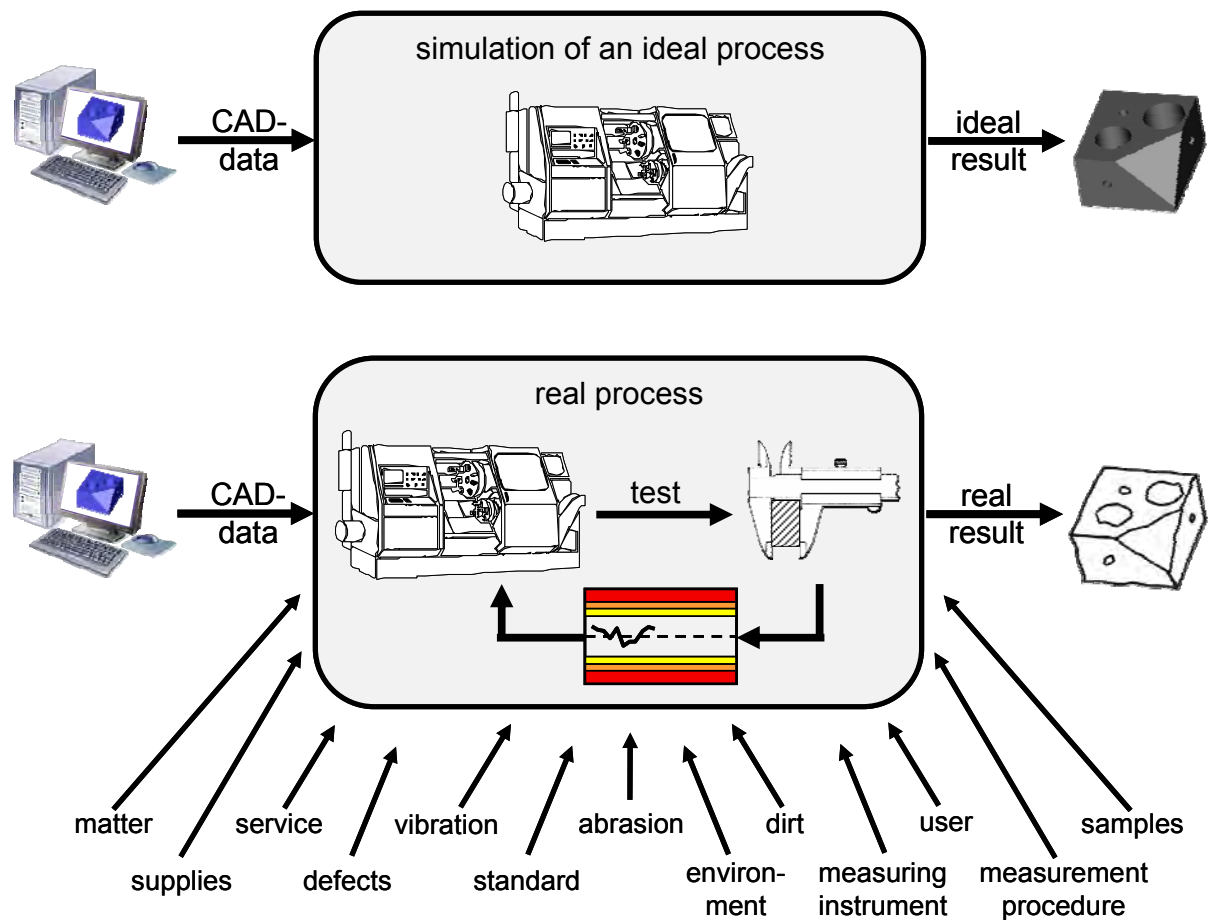 simulation of an ideal process
CAD-
data
ideal
result
real process
CAD-
data
test
real
result
matter
service
vibration
abrasion
dirt
user
samples
supplies
defects
standard
environ-
ment
measuring
instrument
measurement
procedure